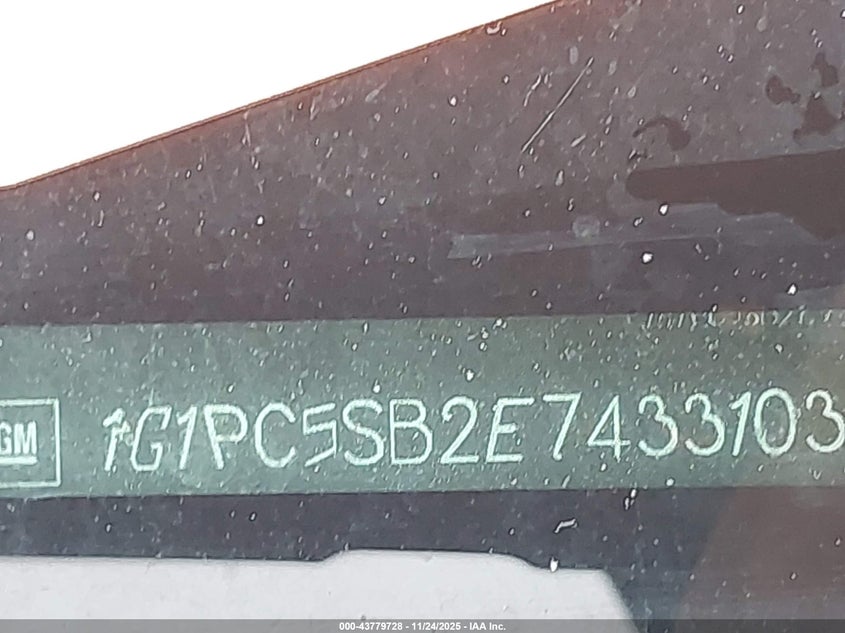 GM 1G1PC5SB2E7433103
000-43779728 - 11/24/2025 - IAA Inc.